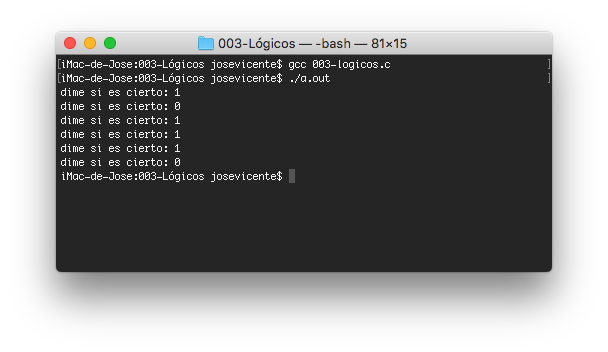 003-Lógicos — -bash — 81×15
[iMac-de-Jose:003-Lógicos josevicente$ gcc 003-logicos.c ]
[iMac-de-Jose:003-Lógicos josevicente$ ./a.out ]
dime si es cierto: 1
dime si es cierto: 0
dime si es cierto: 1
dime si es cierto: 1
dime si es cierto: 1
dime si es cierto: 0
iMac-de-Jose:003-Lógicos josevicente$